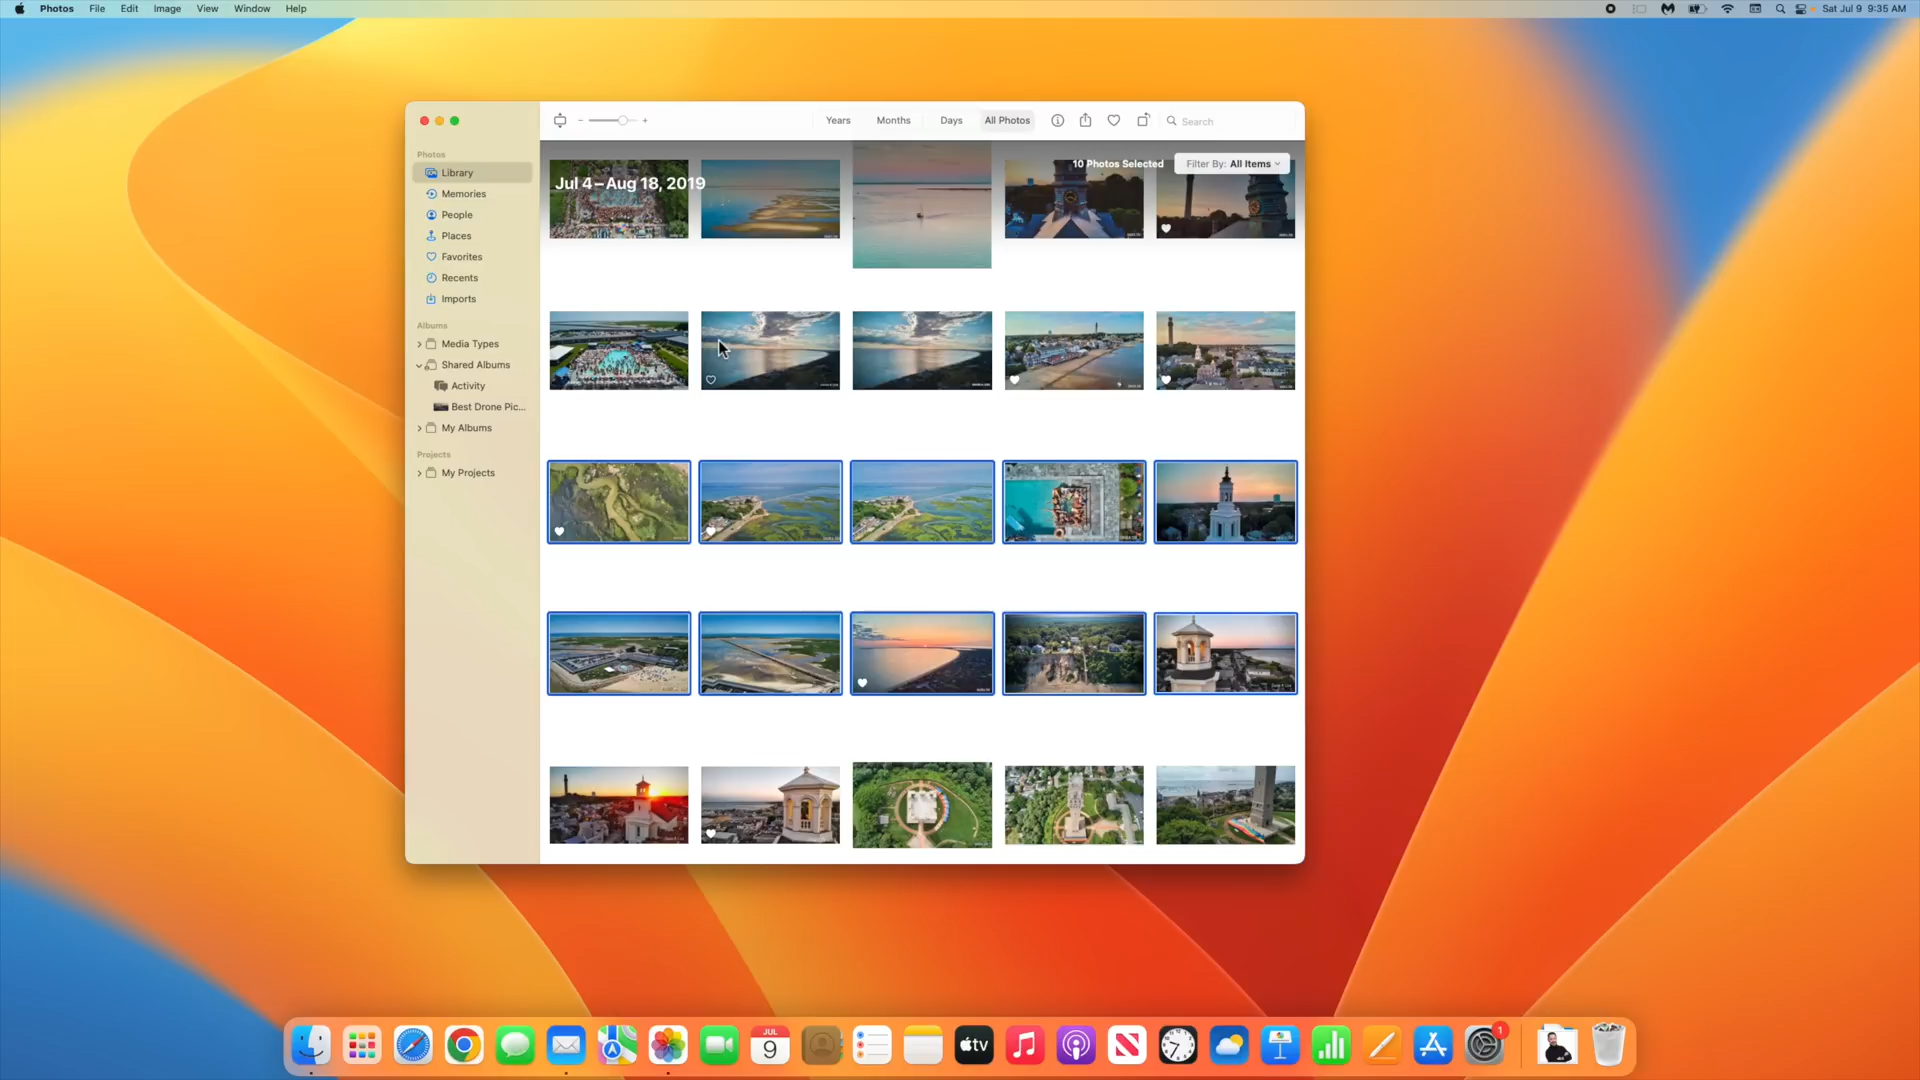 Photos File Edit Image View Window Help
Sat Jul 9 9:35 AM
Years Months Days All Photos
Search
Photos
Library
Memories
People
Places
Favorites
Recents
Imports
Albums
Media Types
Shared Albums
Activity
Best Drone Pic...
My Albums
Projects
My Projects
Jul 4 – Aug 18, 2019
10 Photos Selected
Filter By: All Items
JUL
9
tv
1